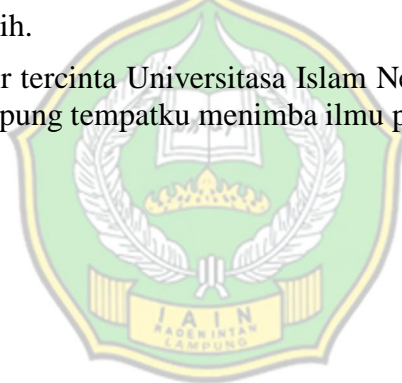 ih.
r tercinta Universitasa Islam Ne
pung tempatku menimba ilmu p
IAIN
RADEN INTAN
LAMPUNG